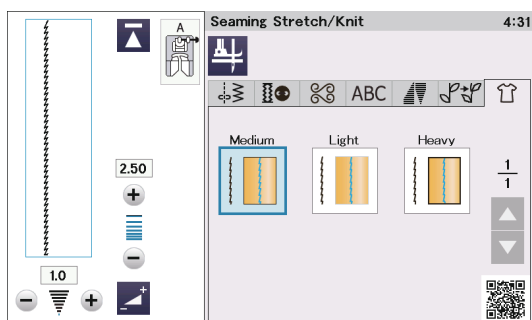 Seaming Stretch/Knit 4:31
A
ABC
Medium Light Heavy
2.50
1
1
1.0